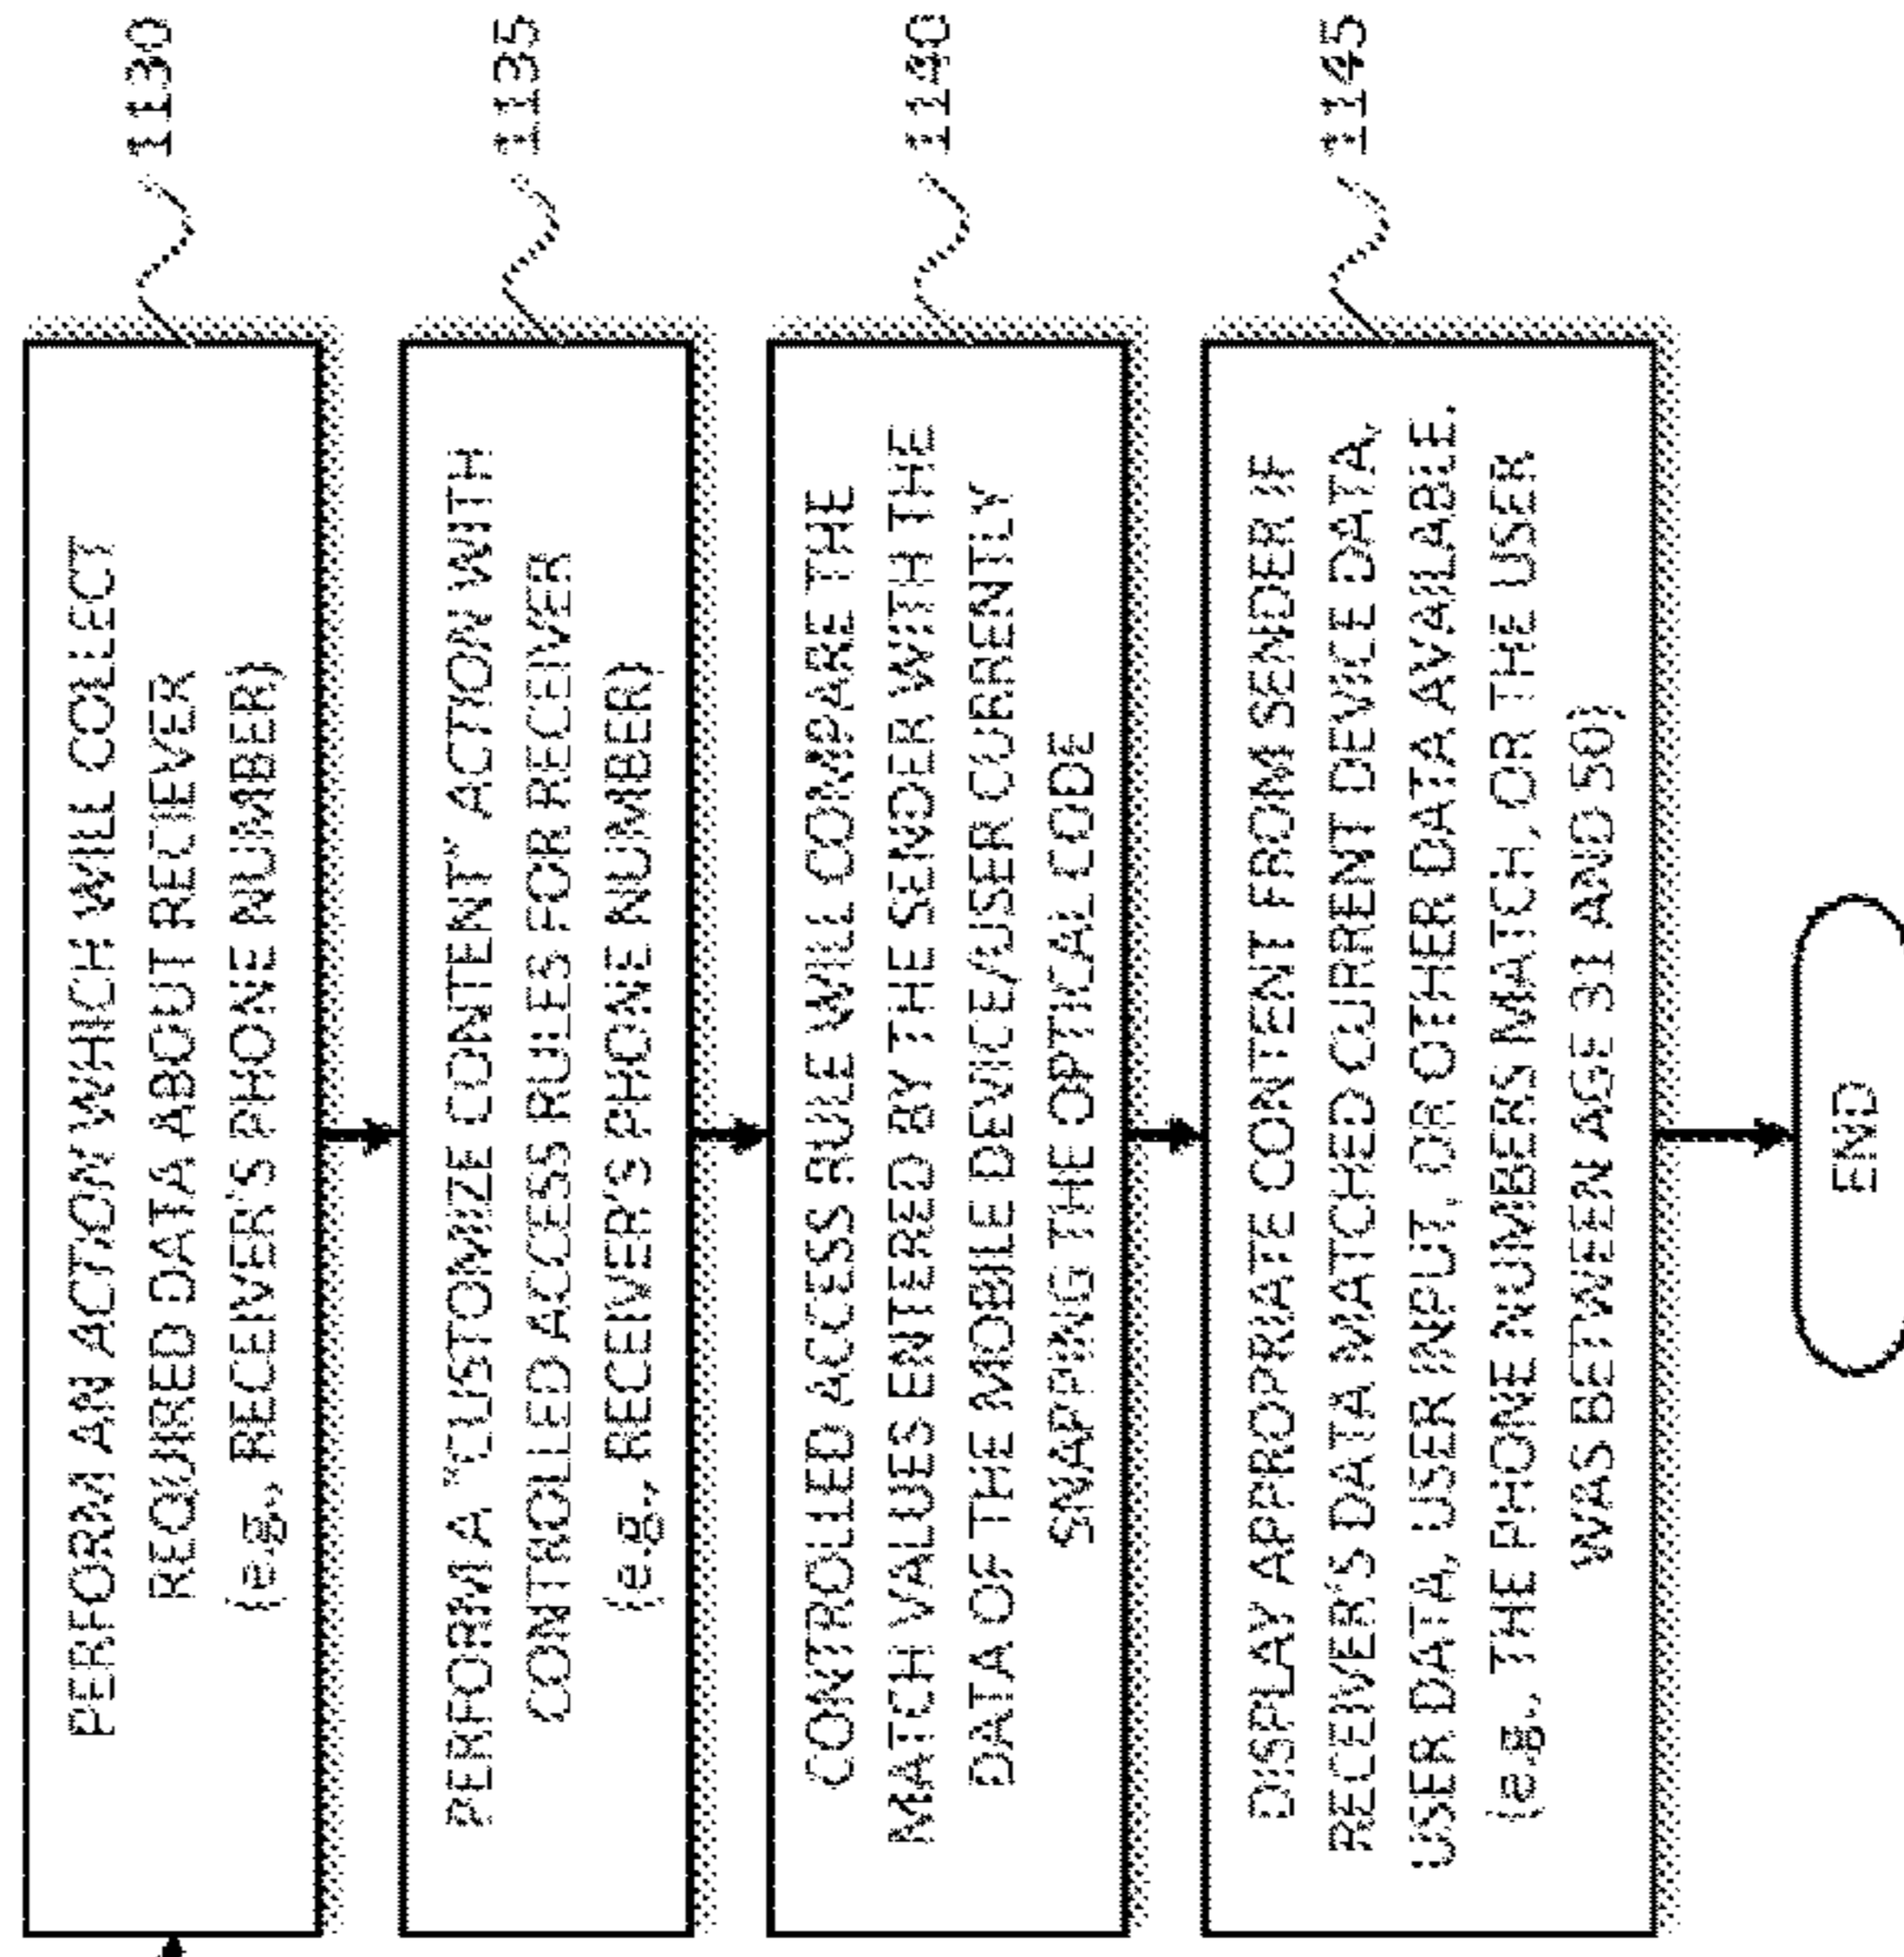 PERFORM AN ACTION WHICH WILL COLLECT
REQUIRED DATA ABOUT RECIEVER
(e.g., RECEIVER'S PHONE NUMBER)
1130
PERFORM A "CUSTOMIZE CONTENT" ACTION WITH
CONTROLLED ACCESS RULES FOR RECEIVER
(e.g., RECEIVER'S PHONE NUMBER)
1135
CONTROLLED ACCESS RULE WILL COMPARE THE
MATCH VALUES ENTERED BY THE SENDER WITH THE
DATA OF THE MOBILE DEVICE/USER CURRENTLY
SNAPPING THE OPTICAL CODE
1140
DISPLAY APPROPRIATE CONTENT FROM SENDER IF
RECEIVER'S DATA MATCHED CURRENT DEVICE DATA,
USER DATA, USER INPUT, OR OTHER DATA AVAILABLE.
(e.g., THE PHONE NUMBERS MATCH, OR THE USER
WAS BETWEEN AGE 31 AND 50)
1145
END